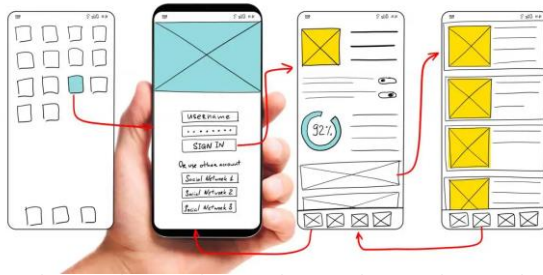 username
........
SIGN IN
Or use other account
Social Network 1
Social Network 2
Social Network 3
92%